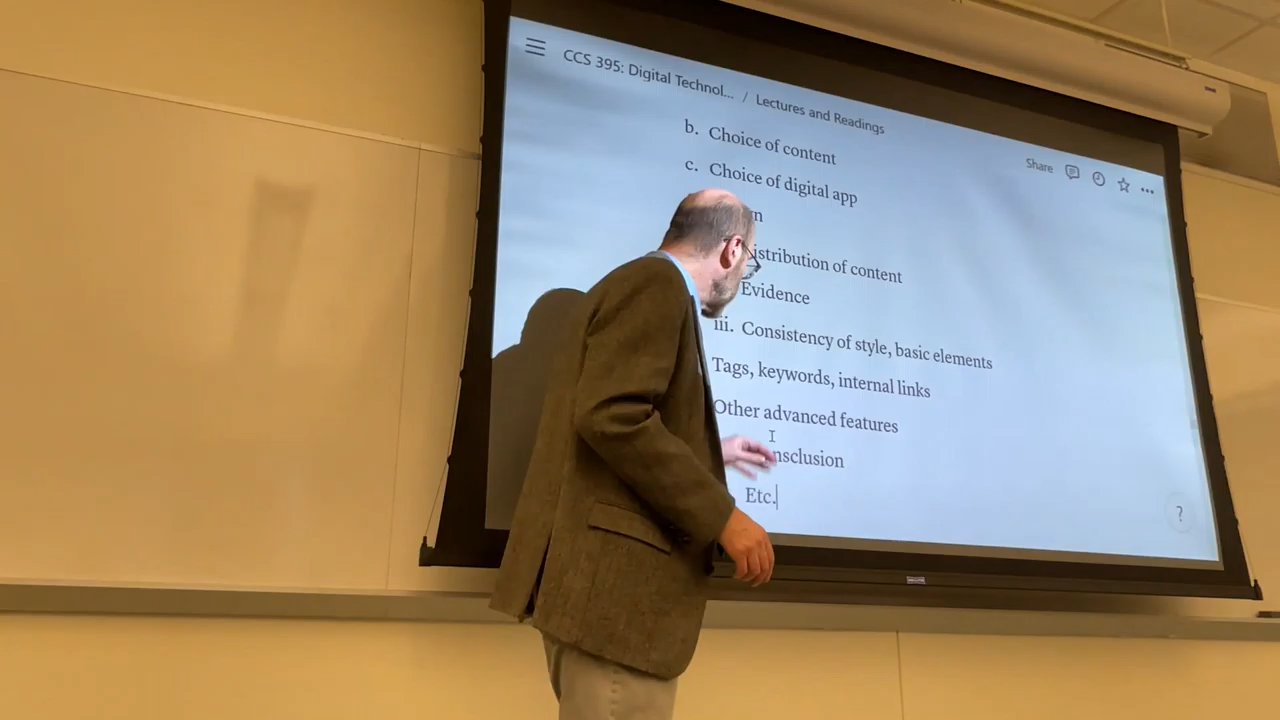 CCS 395: Digital Technol... / Lectures and Readings
Share
b. Choice of content
c. Choice of digital app
n
istribution of content
Evidence
iii. Consistency of style, basic elements
Tags, keywords, internal links
Other advanced features
nsclusion
Etc.
?